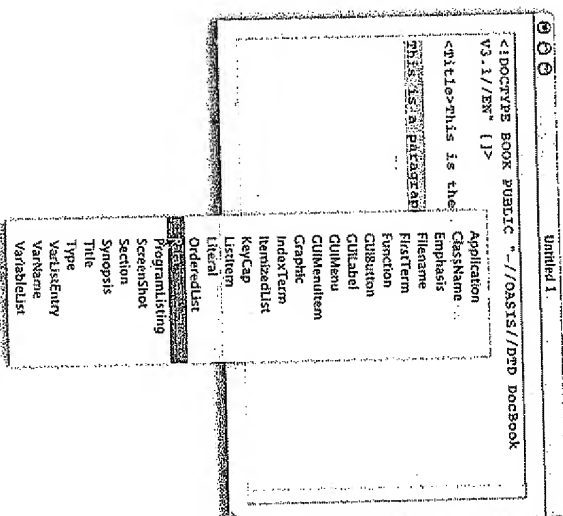 Untitled 1
<!DOCTYPE BOOK PUBLIC "-//OASIS//DTD DocBook
V3.1//EN" []>
<Title>This is the
This is a paragrap
Application
ClassName
Emphasis
Filename
FirstTerm
Function
GUIButton
GUILabel
GUIMenu
GUIMenuItem
Graphic
IndexTerm
ItemizedList
KeyCap
ListItem
Literal
OrderedList
ProgramListing
ScreenShot
Section
Synopsis
Title
Type
VarListEntry
VarName
VariableList